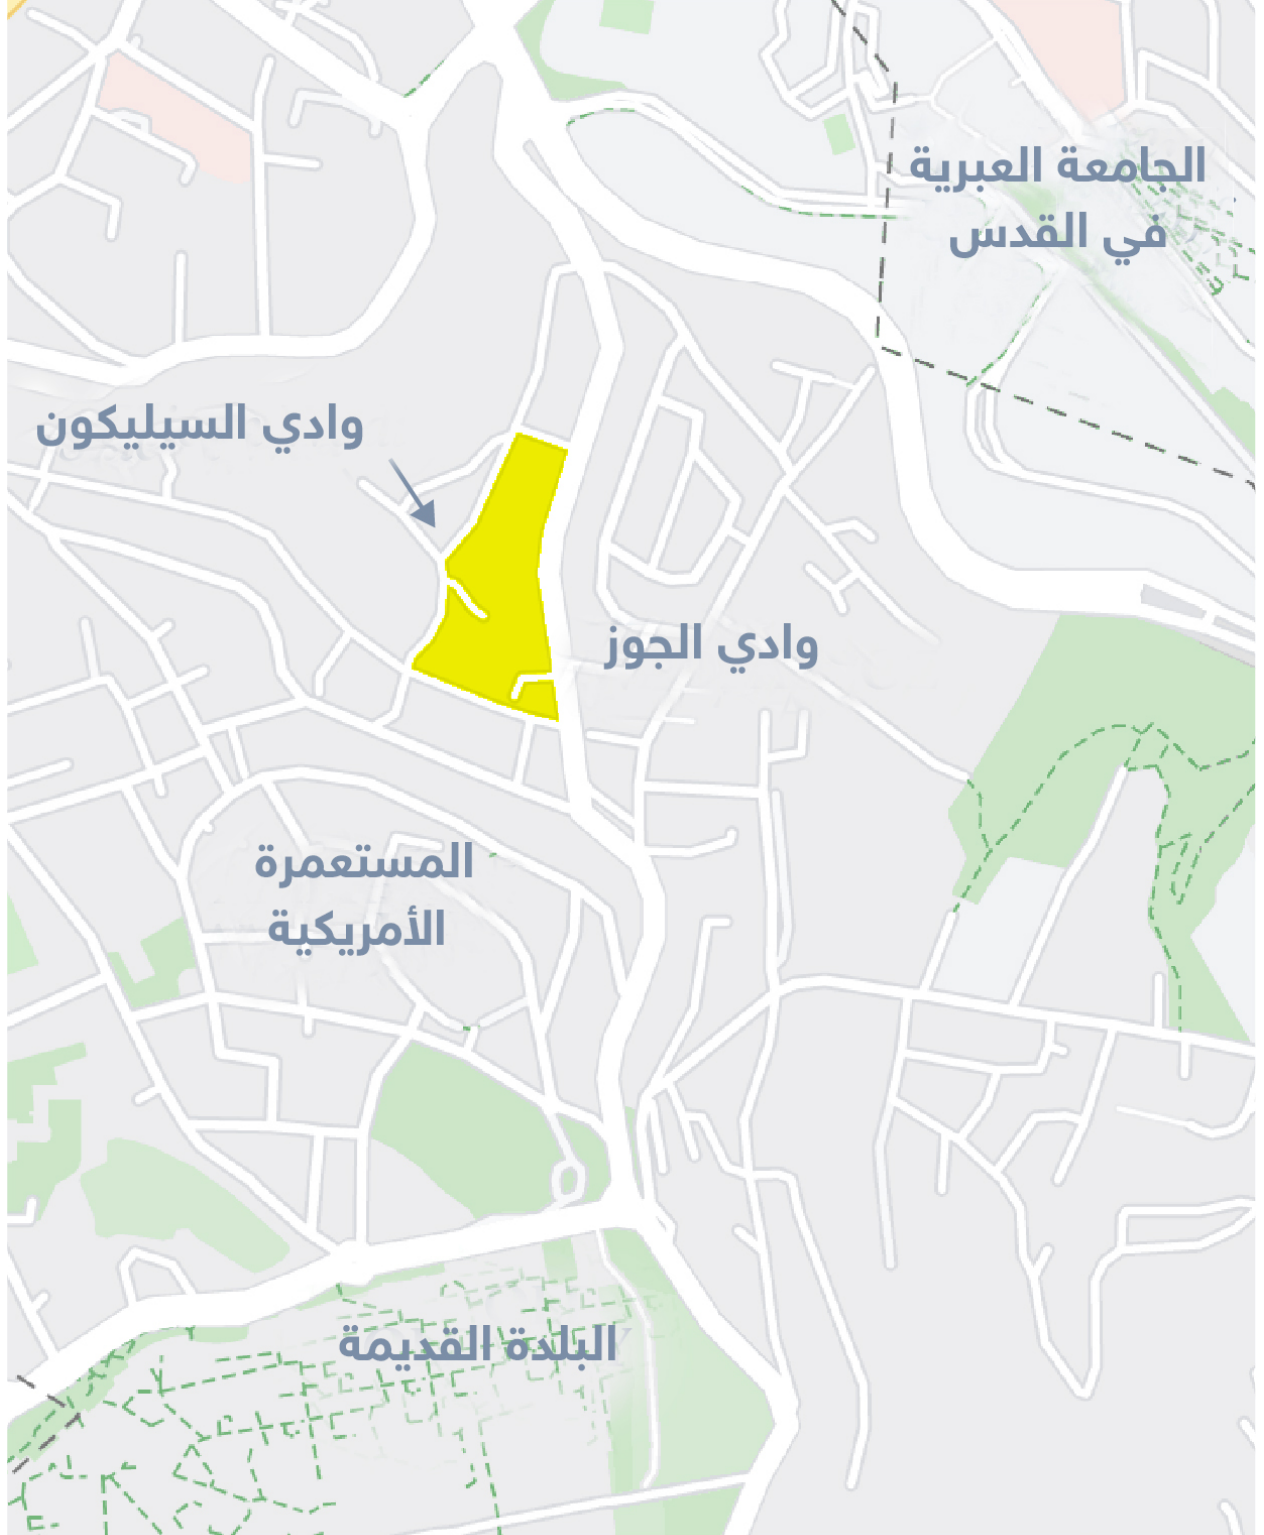 الجامعة العبرية
في القدس
وادي السيليكون
وادي الجوز
المستعمرة
الأمريكية
البلدة القديمة